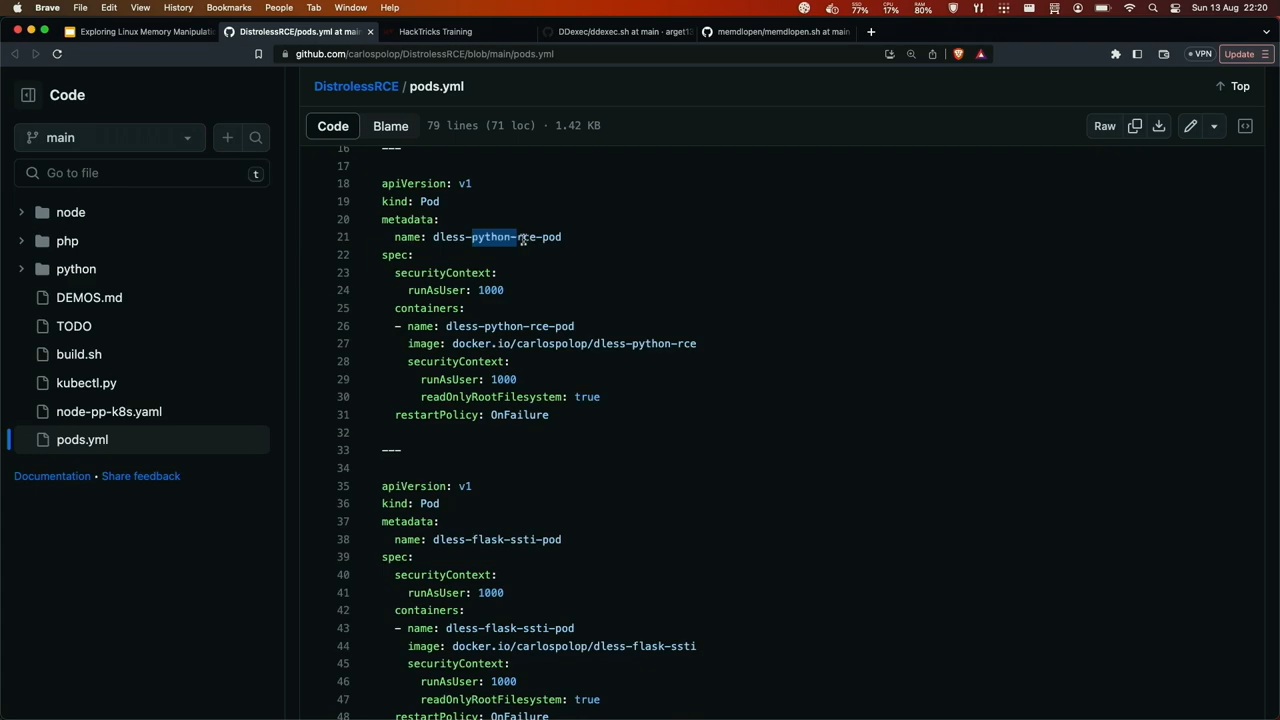 Brave File Edit View History Bookmarks People Tab Window Help SSD 77% CPU 17% RAM 80% Sun 13 Aug 22:20
Exploring Linux Memory Manipulati DistrolessRCE/pods.yml at mai HackTricks Training DDexec/ddexec.sh at main · arget13 memdlopen/memdlopen.sh at main
github.com/carlospolop/DistrolessRCE/blob/main/pods.yml VPN Update
Code
main
Go to file t
node
php
python
DEMOS.md
TODO
build.sh
kubectl.py
node-pp-k8s.yaml
pods.yml
Documentation • Share feedback
DistrolessRCE / pods.yml Top
Code Blame 79 lines (71 loc) · 1.42 KB Raw
16 ---
17
18 apiVersion: v1
19 kind: Pod
20 metadata:
21 name: dless-python-rce-pod
22 spec:
23 securityContext:
24 runAsUser: 1000
25 containers:
26 - name: dless-python-rce-pod
27 image: docker.io/carlospolop/dless-python-rce
28 securityContext:
29 runAsUser: 1000
30 readOnlyRootFilesystem: true
31 restartPolicy: OnFailure
32
33 ---
34
35 apiVersion: v1
36 kind: Pod
37 metadata:
38 name: dless-flask-ssti-pod
39 spec:
40 securityContext:
41 runAsUser: 1000
42 containers:
43 - name: dless-flask-ssti-pod
44 image: docker.io/carlospolop/dless-flask-ssti
45 securityContext:
46 runAsUser: 1000
47 readOnlyRootFilesystem: true
48 restartPolicy: OnFailure